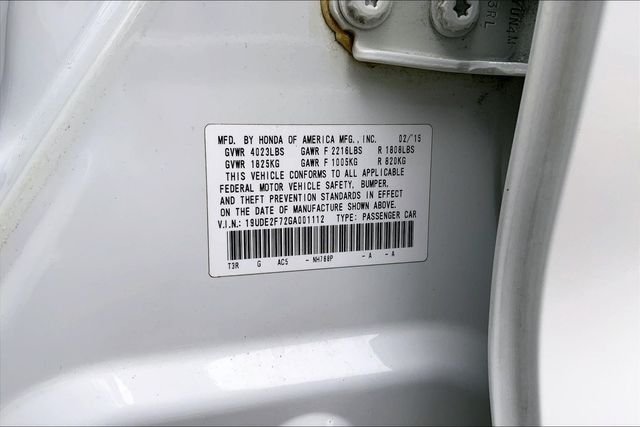 3RL
MFD. BY HONDA OF AMERICA MFG.,INC. 02/'15
GVWR 4023LBS GAWR F 2216LBS R 1808LBS
GVWR 1825KG GAWR F 1005KG R 820KG
THIS VEHICLE CONFORMS TO ALL APPLICABLE
FEDERAL MOTOR VEHICLE SAFETY, BUMPER,
AND THEFT PREVENTION STANDARDS IN EFFECT
ON THE DATE OF MANUFACTURE SHOWN ABOVE.
V.I.N.: 19UDE2F72GA001112 TYPE: PASSENGER CAR
T3R G AC5 - NH788P - A - A